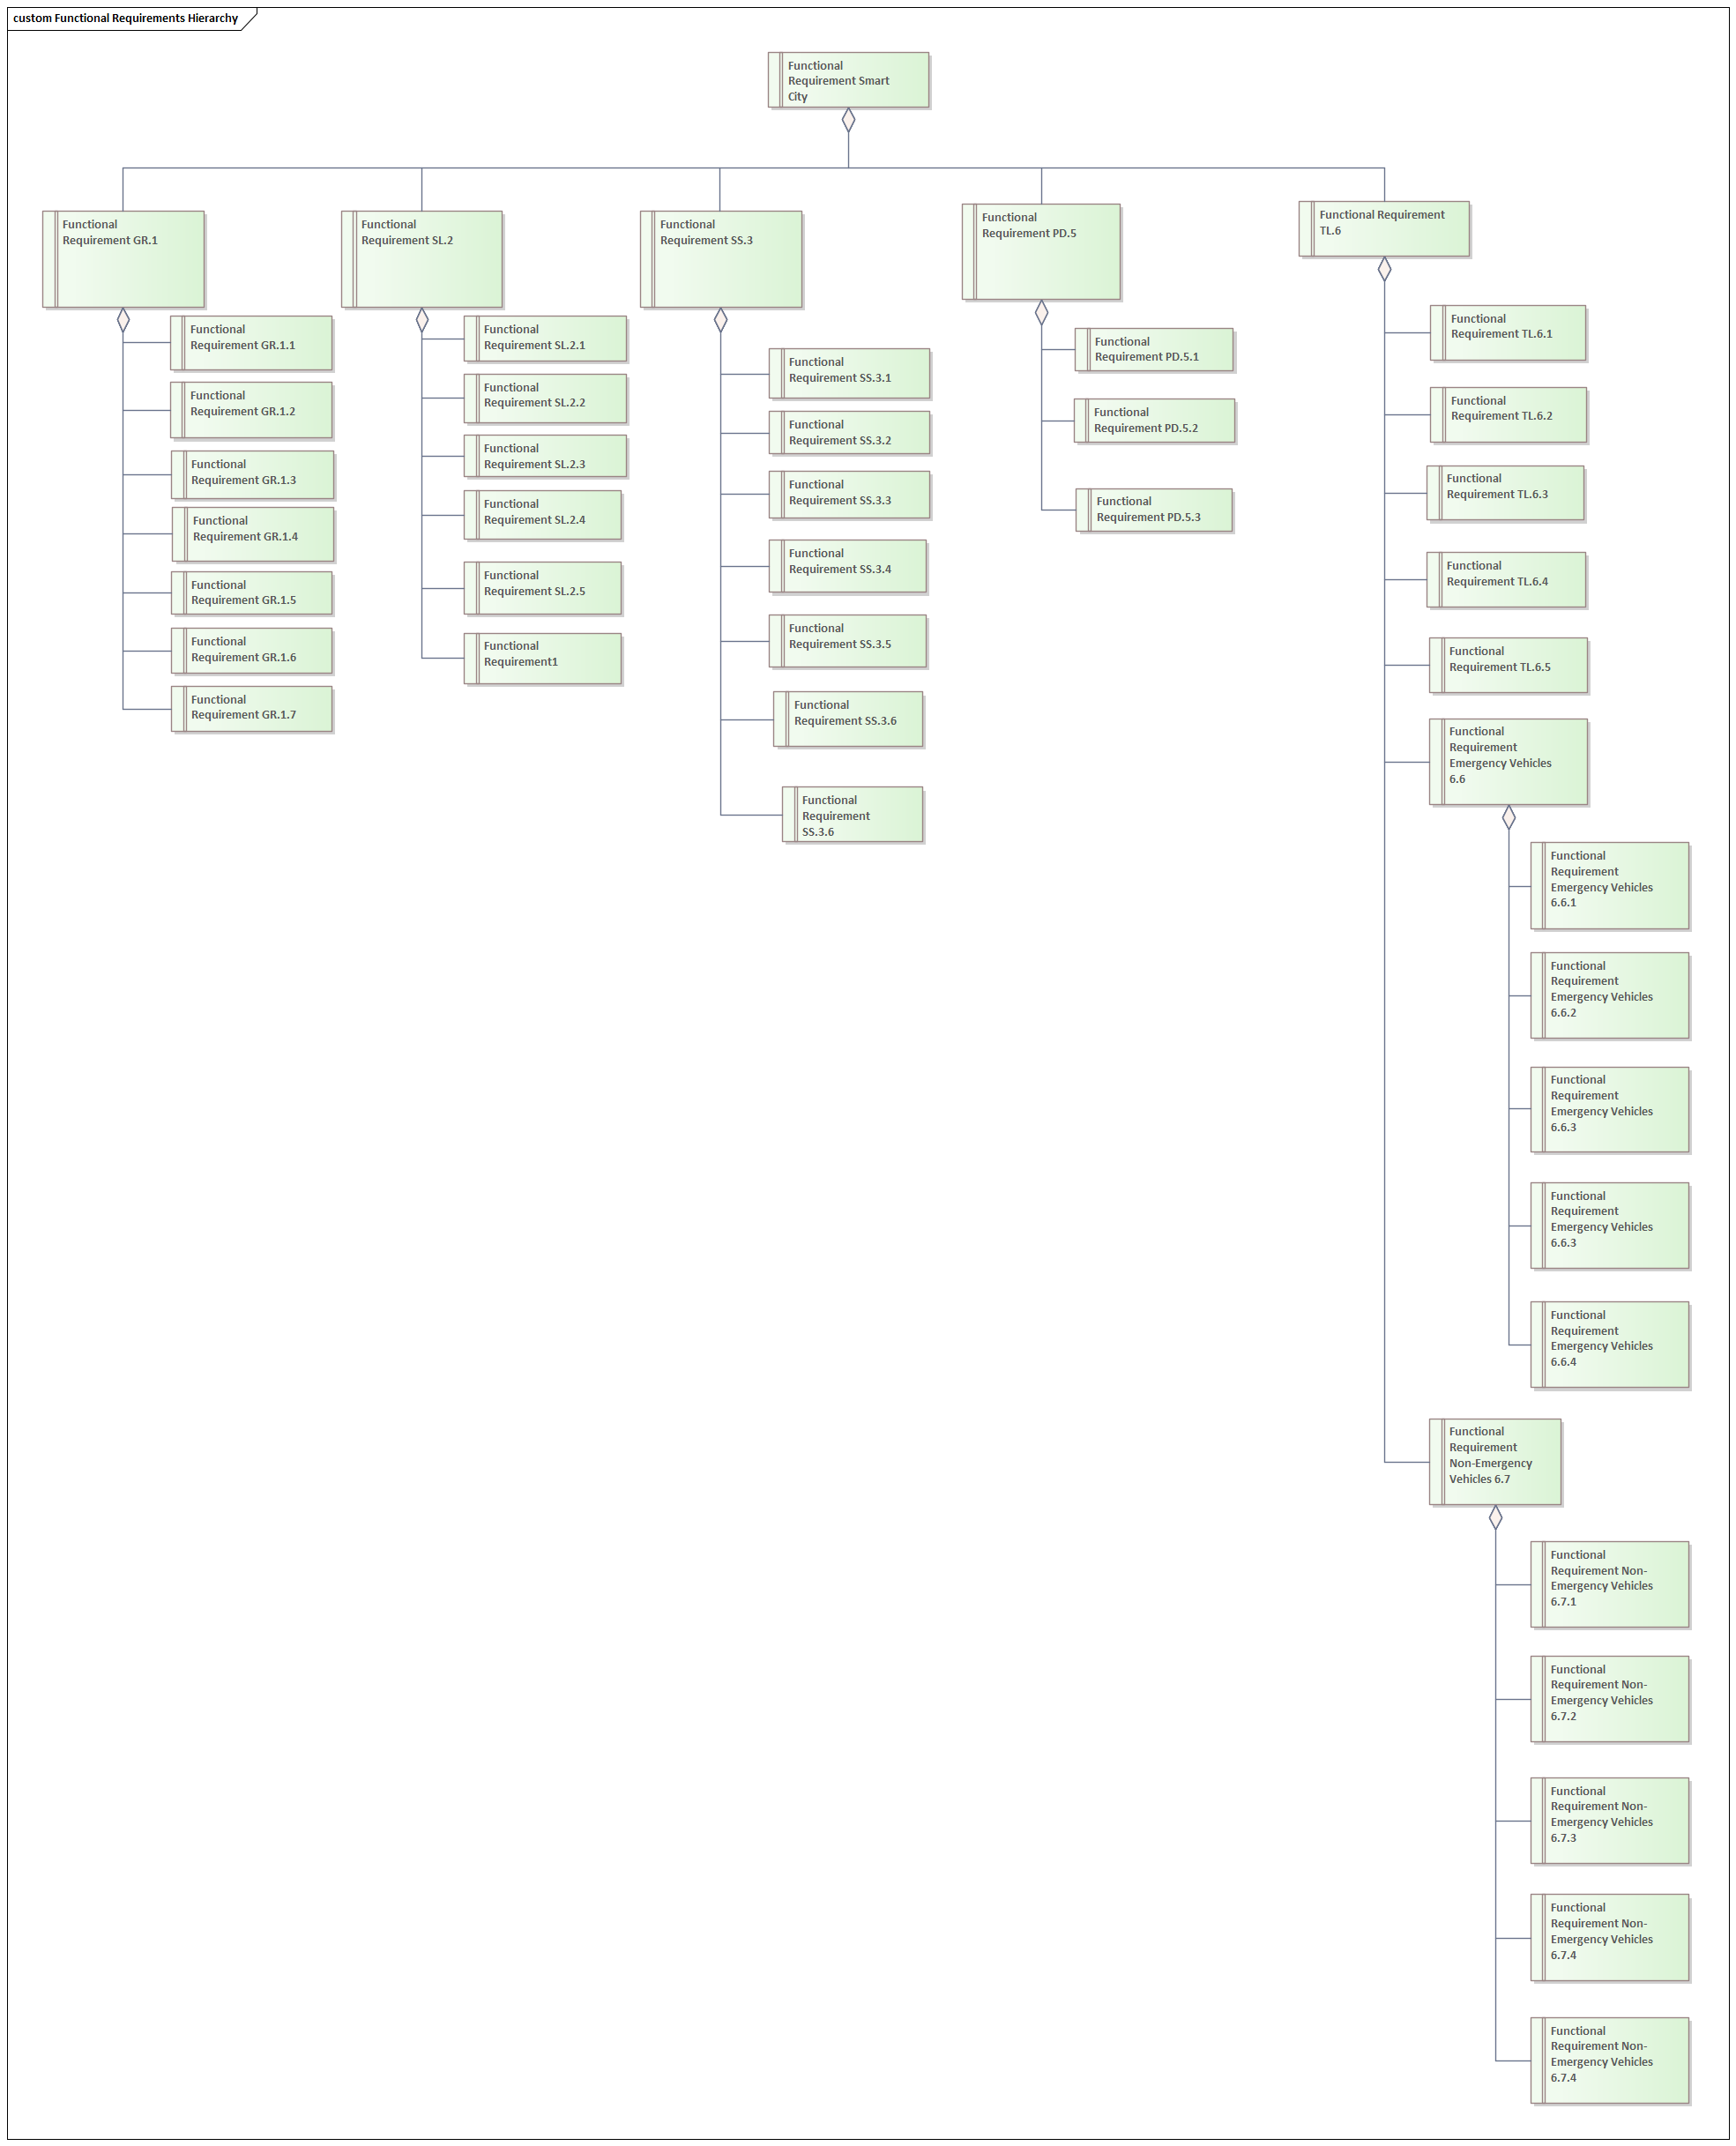 custom Functional Requirements Hierarchy
Functional
Requirement Smart
City
Functional
Requirement GR.1
Functional
Requirement GR.1.1
Functional
Requirement GR.1.2
Functional
Requirement GR.1.3
Functional
Requirement GR.1.4
Functional
Requirement GR.1.5
Functional
Requirement GR.1.6
Functional
Requirement GR.1.7
Functional
Requirement SL.2
Functional
Requirement SL.2.1
Functional
Requirement SL.2.2
Functional
Requirement SL.2.3
Functional
Requirement SL.2.4
Functional
Requirement SL.2.5
Functional
Requirement1
Functional
Requirement SS.3
Functional
Requirement SS.3.1
Functional
Requirement SS.3.2
Functional
Requirement SS.3.3
Functional
Requirement SS.3.4
Functional
Requirement SS.3.5
Functional
Requirement SS.3.6
Functional
Requirement
SS.3.6
Functional
Requirement PD.5
Functional
Requirement PD.5.1
Functional
Requirement PD.5.2
Functional
Requirement PD.5.3
Functional Requirement
TL.6
Functional
Requirement TL.6.1
Functional
Requirement TL.6.2
Functional
Requirement TL.6.3
Functional
Requirement TL.6.4
Functional
Requirement TL.6.5
Functional
Requirement
Emergency Vehicles
6.6
Functional
Requirement
Emergency Vehicles
6.6.1
Functional
Requirement
Emergency Vehicles
6.6.2
Functional
Requirement
Emergency Vehicles
6.6.3
Functional
Requirement
Emergency Vehicles
6.6.3
Functional
Requirement
Emergency Vehicles
6.6.4
Functional
Requirement
Non-Emergency
Vehicles 6.7
Functional
Requirement Non-
Emergency Vehicles
6.7.1
Functional
Requirement Non-
Emergency Vehicles
6.7.2
Functional
Requirement Non-
Emergency Vehicles
6.7.3
Functional
Requirement Non-
Emergency Vehicles
6.7.4
Functional
Requirement Non-
Emergency Vehicles
6.7.4